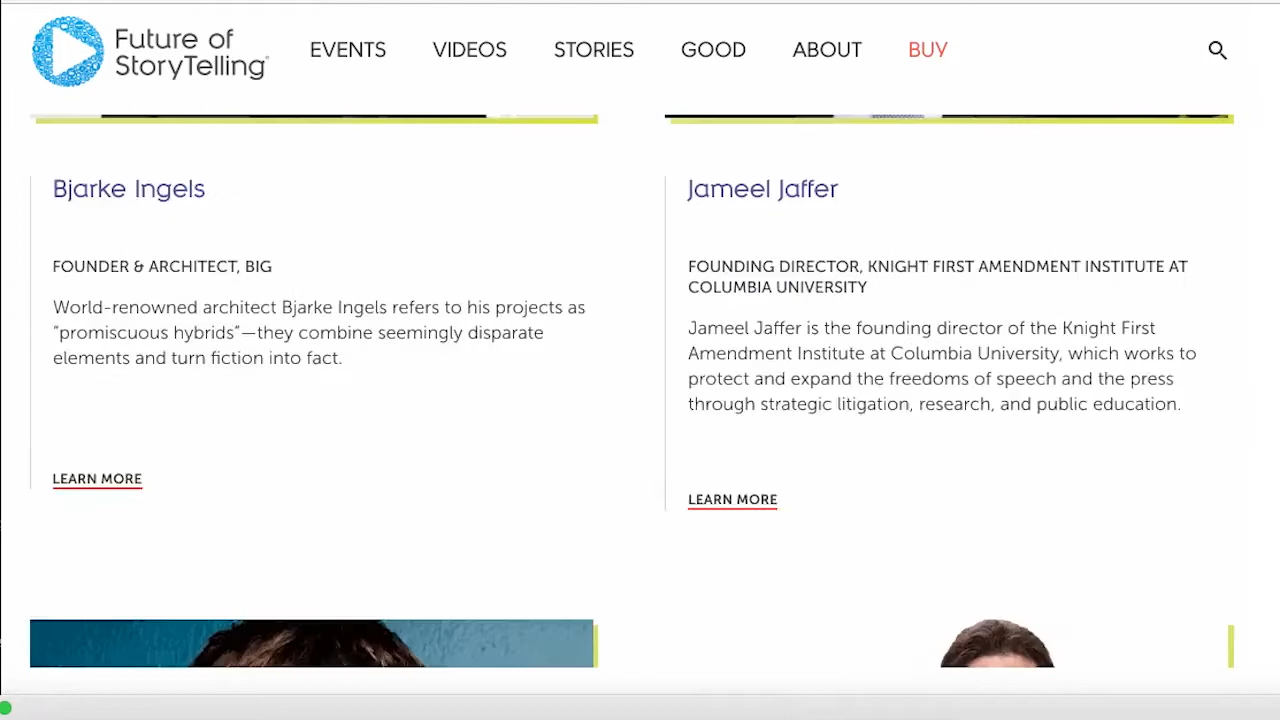 Future of
StoryTelling
EVENTS VIDEOS STORIES GOOD ABOUT BUY
Bjarke Ingels
FOUNDER & ARCHITECT, BIG
World-renowned architect Bjarke Ingels refers to his projects as
"promiscuous hybrids"—they combine seemingly disparate
elements and turn fiction into fact.
LEARN MORE
Jameel Jaffer
FOUNDING DIRECTOR, KNIGHT FIRST AMENDMENT INSTITUTE AT
COLUMBIA UNIVERSITY
Jameel Jaffer is the founding director of the Knight First
Amendment Institute at Columbia University, which works to
protect and expand the freedoms of speech and the press
through strategic litigation, research, and public education.
LEARN MORE